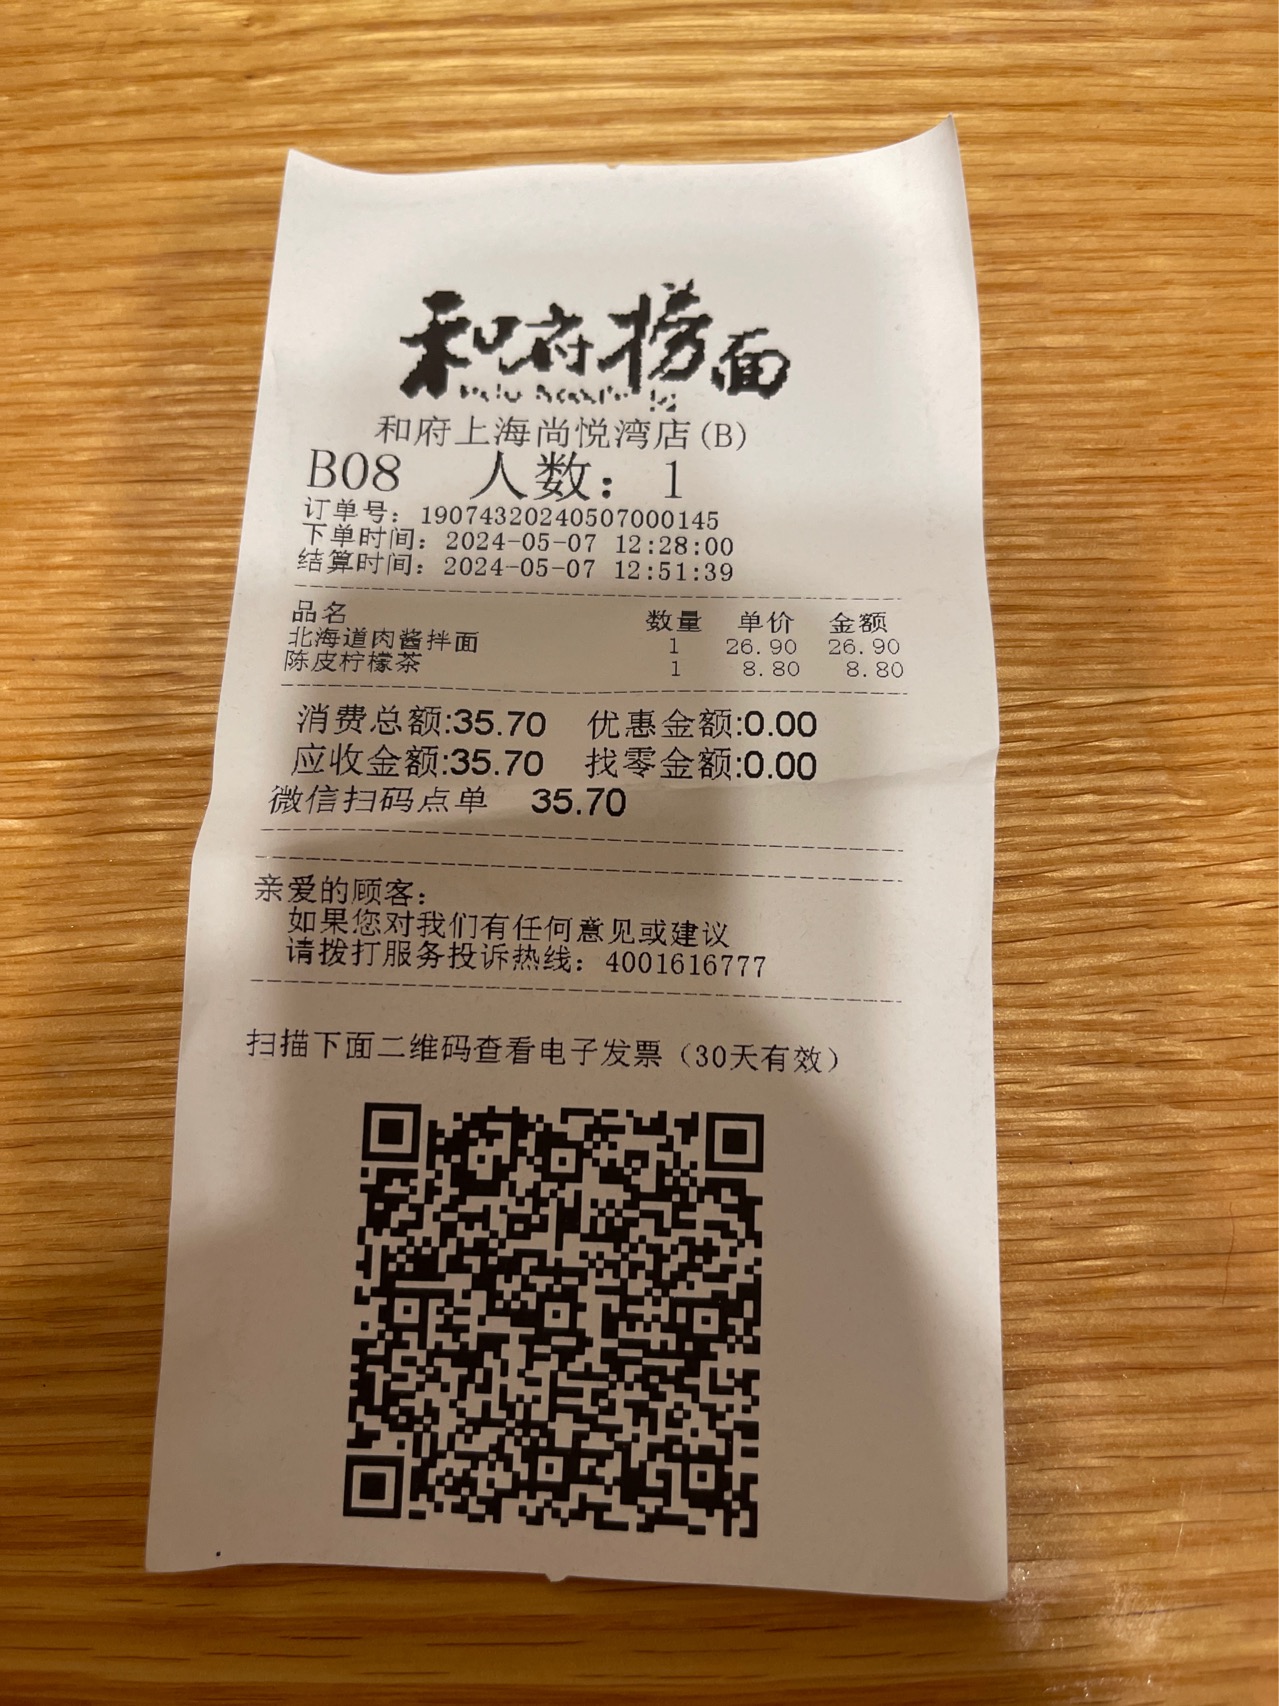 和府捞面
和府上海尚悦湾店(B)
B08 人数： 1
订单号：19074320240507000145
下单时间：2024-05-07 12:28:00
结算时间：2024-05-07 12:51:39
品名 数量 单价 金额
北海道肉酱拌面 1 26.90 26.90
陈皮柠檬茶 1 8.80 8.80
消费总额:35.70 优惠金额:0.00
应收金额:35.70 找零金额:0.00
微信扫码点单 35.70
亲爱的顾客：
如果您对我们有任何意见或建议
请拨打服务投诉热线：4001616777
扫描下面二维码查看电子发票（30天有效）